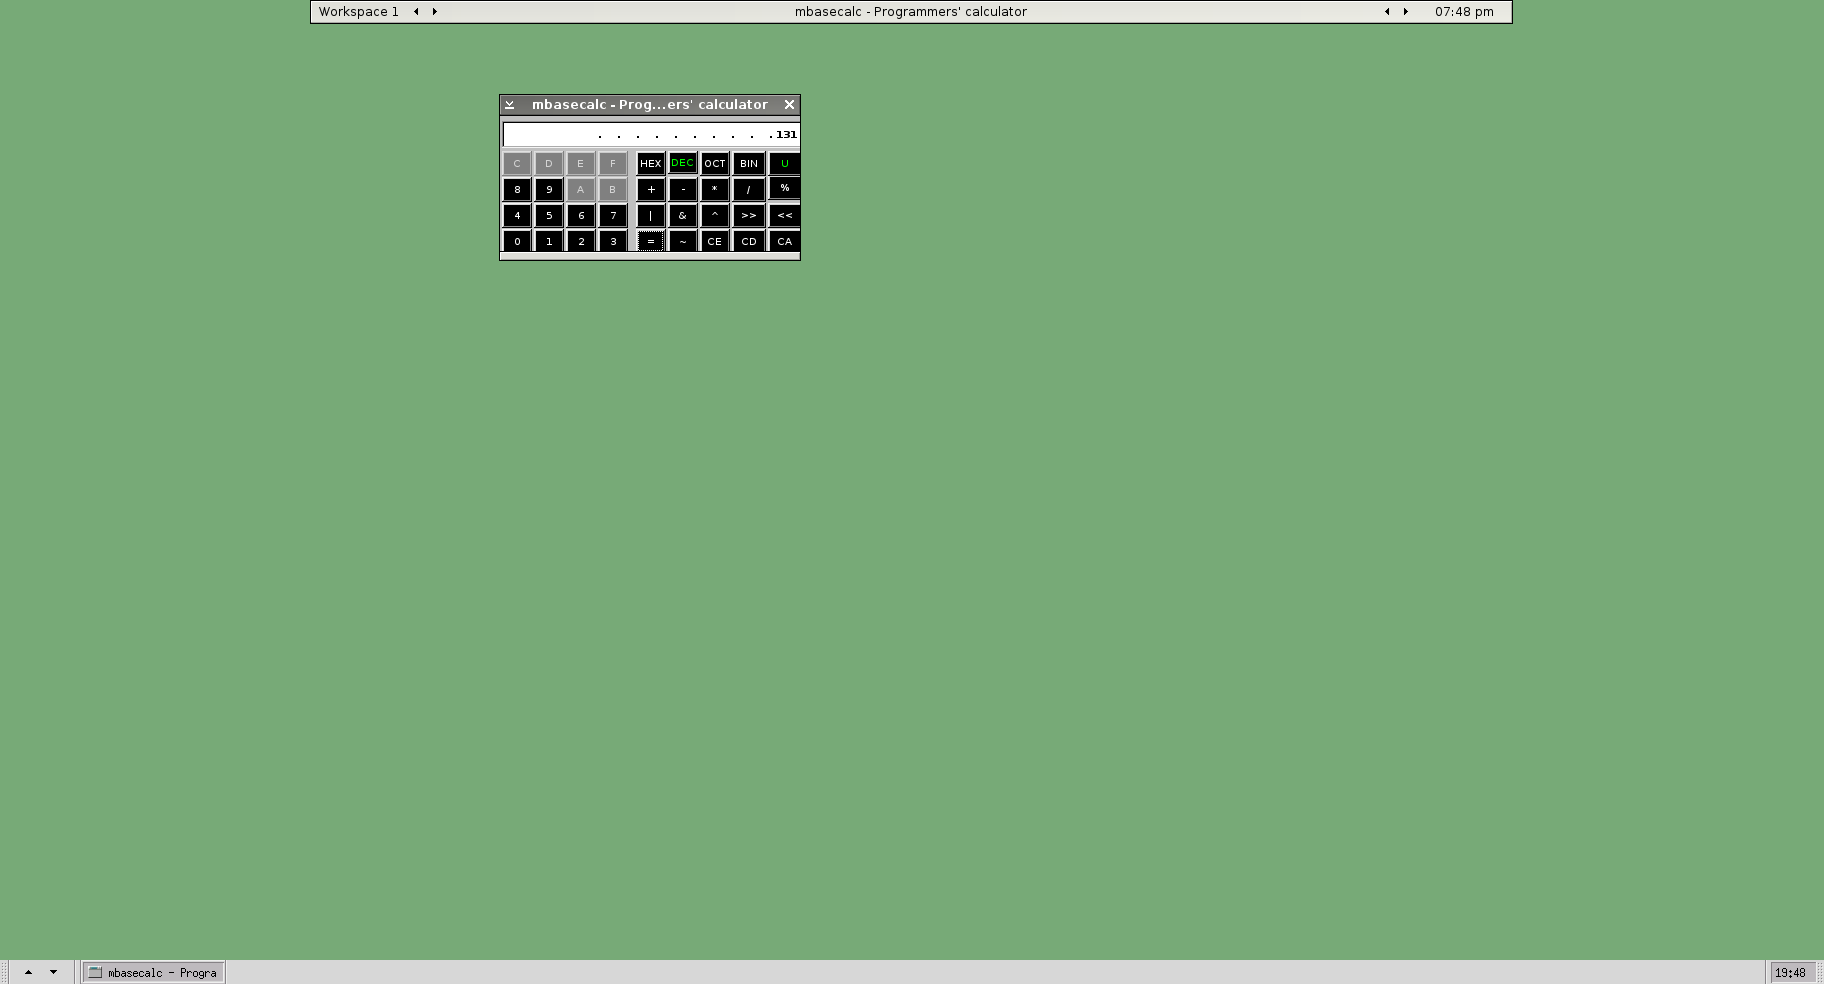 Workspace 1 mbasecalc - Programmers' calculator 07:48 pm
mbasecalc - Prog...ers' calculator
. . . . . . . . . .131
C D E F HEX DEC OCT BIN U
8 9 A B + - * / %
4 5 6 7 | & ^ >> <<
0 1 2 3 = ~ CE CD CA
mbasecalc - Progra 19:48